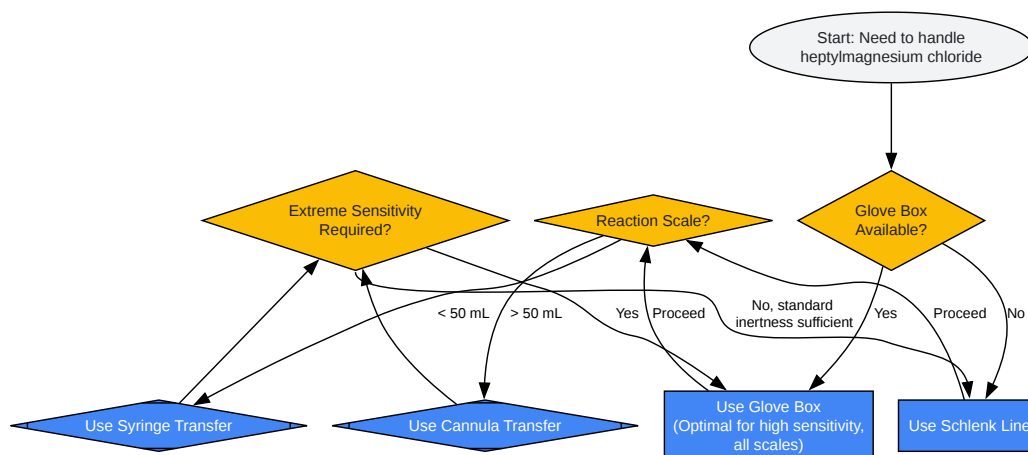 Start: Need to handle
heptylmagnesium chloride
Extreme Sensitivity
Required?
Reaction Scale?
Glove Box
Available?
< 50 mL
> 50 mL
Yes
Proceed
No, standard
inertness sufficient
Yes
Proceed
No
Use Syringe Transfer
Use Cannula Transfer
Use Glove Box
(Optimal for high sensitivity,
all scales)
Use Schlenk Line